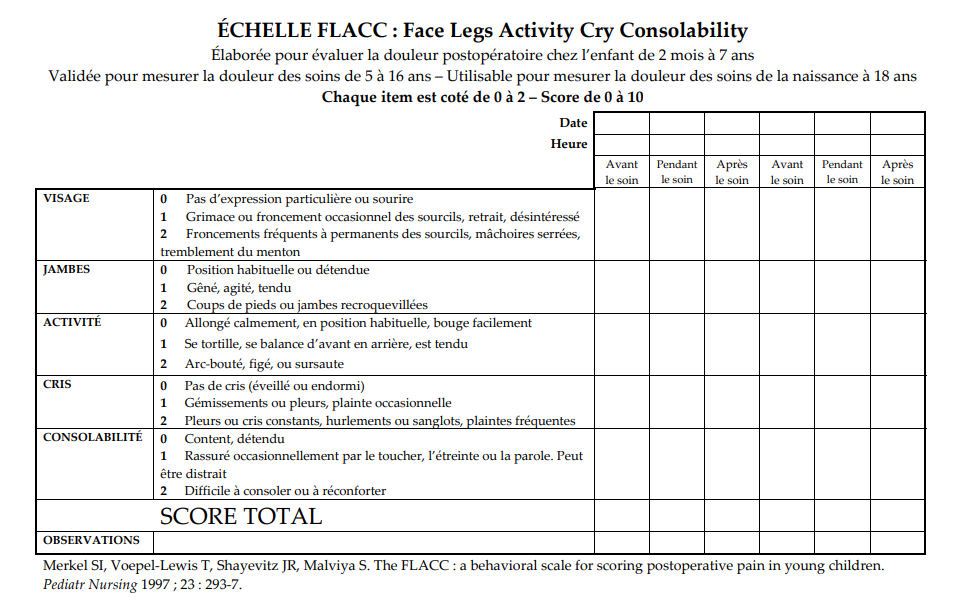 ÉCHELLE FLACC : Face Legs Activity Cry Consolability
Élaborée pour évaluer la douleur postopératoire chez l'enfant de 2 mois à 7 ans
Validée pour mesurer la douleur des soins de 5 à 16 ans – Utilisable pour mesurer la douleur des soins de la naissance à 18 ans
Chaque item est coté de 0 à 2 – Score de 0 à 10
Date
Heure
Avant le soin
Pendant le soin
Après le soin
Avant le soin
Pendant le soin
Après le soin
VISAGE
0 Pas d'expression particulière ou sourire
1 Grimace ou froncement occasionnel des sourcils, retrait, désintéressé
2 Froncements fréquents à permanents des sourcils, mâchoires serrées,
tremblement du menton
JAMBES
0 Position habituelle ou détendue
1 Gêné, agité, tendu
2 Coups de pieds ou jambes recroquevillées
ACTIVITÉ
0 Allongé calmement, en position habituelle, bouge facilement
1 Se tortille, se balance d'avant en arrière, est tendu
2 Arc-bouté, figé, ou sursaute
CRIS
0 Pas de cris (éveillé ou endormi)
1 Gémissements ou pleurs, plainte occasionnelle
2 Pleurs ou cris constants, hurlements ou sanglots, plaintes fréquentes
CONSOLABILITÉ
0 Content, détendu
1 Rassuré occasionnellement par le toucher, l'étreinte ou la parole. Peut
être distrait
2 Difficile à consoler ou à réconforter
SCORE TOTAL
OBSERVATIONS
Merkel SI, Voepel-Lewis T, Shayevitz JR, Malviya S. The FLACC : a behavioral scale for scoring postoperative pain in young children.
Pediatr Nursing 1997 ; 23 : 293-7.